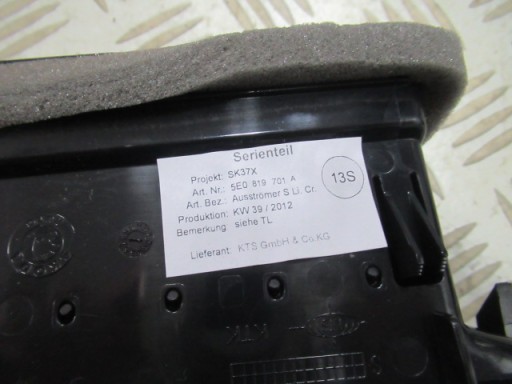 Serienteil
Projekt: SK37X
Art. Nr.: 5E0 819 701 A
Art. Bez.: Ausströmer S Li. Cr.
Produktion: KW 39 / 2012
Bemerkung: siehe TL
Lieferant: KTS GmbH & Co.KG
13S
KTK